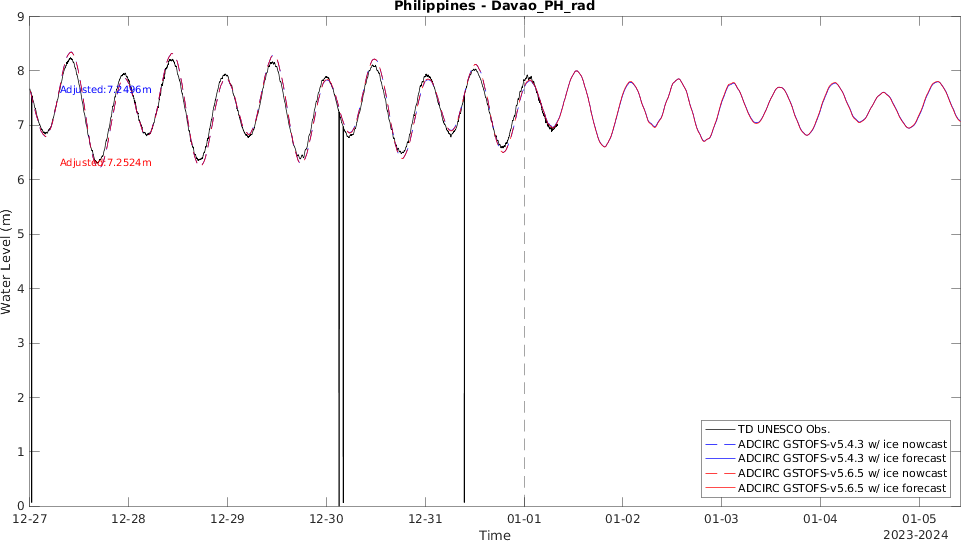 Philippines - Davao_PH_rad
Water Level (m)
9
8
7
6
5
4
3
2
1
0
Adjusted:7.2496m
Adjusted:7.2524m
TD UNESCO Obs.
ADCIRC GSTOFS-v5.4.3 w/ ice nowcast
ADCIRC GSTOFS-v5.4.3 w/ ice forecast
ADCIRC GSTOFS-v5.6.5 w/ ice nowcast
ADCIRC GSTOFS-v5.6.5 w/ ice forecast
12-27 12-28 12-29 12-30 12-31 01-01 01-02 01-03 01-04 01-05
Time
2023-2024